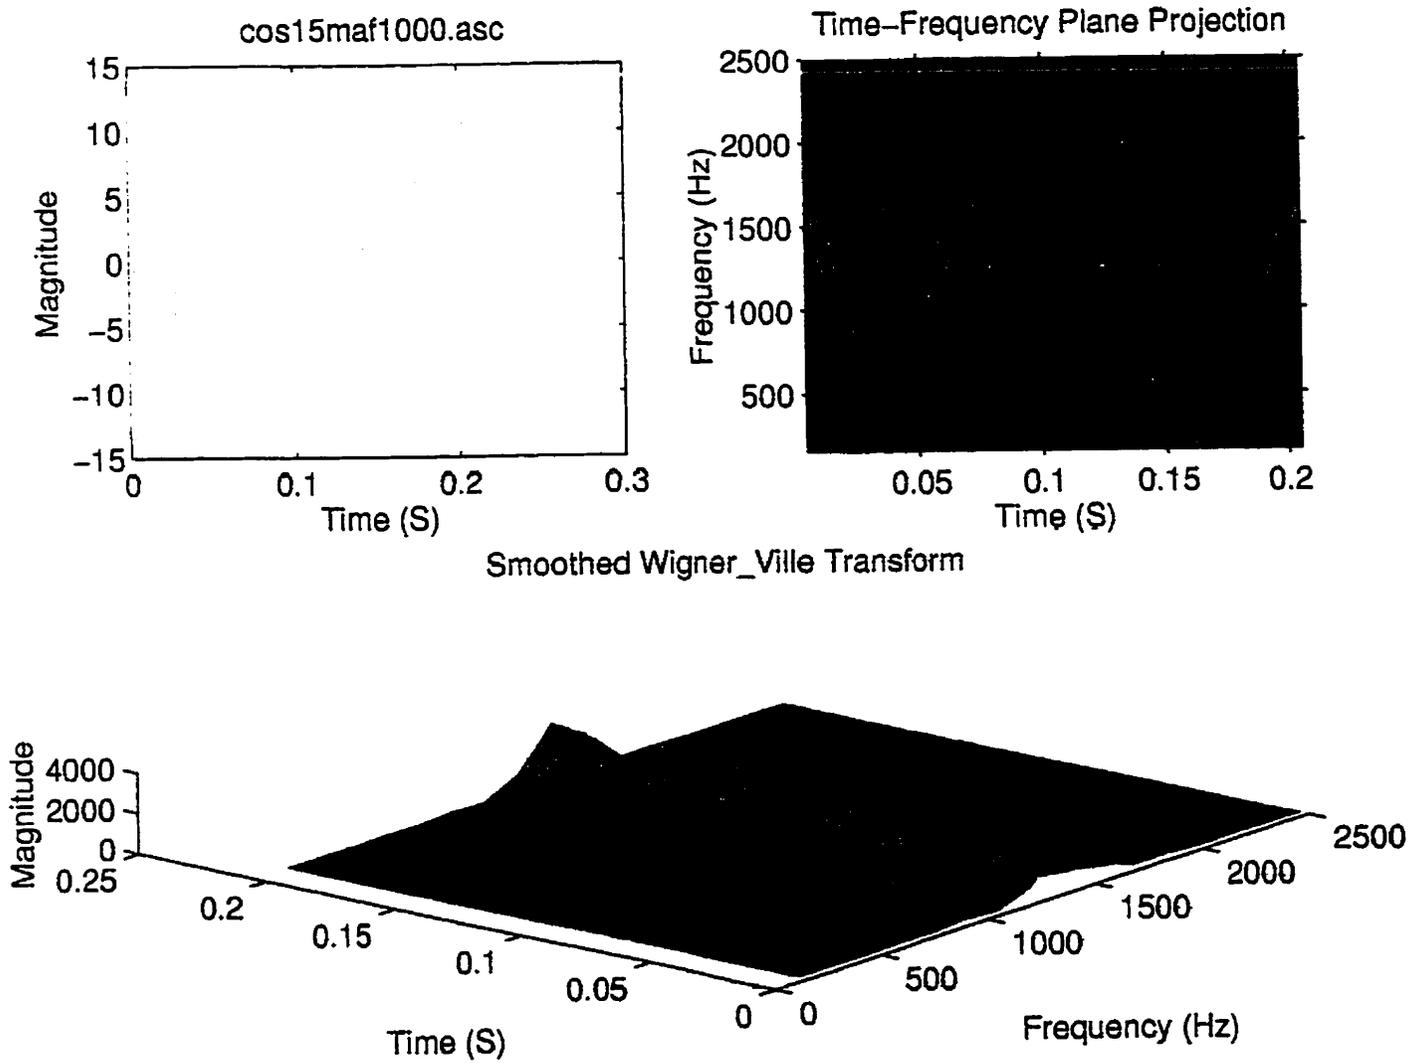 cos15maf1000.asc
15
10
5
0
−5
−10
−15
Magnitude
0 0.1 0.2 0.3
Time (S)
Time−Frequency Plane Projection
2500
2000
1500
1000
500
Frequency (Hz)
0.05 0.1 0.15 0.2
Time (S)
Smoothed Wigner_Ville Transform
4000
2000
0
Magnitude
0.25
0.2
0.15
0.1
0.05
0
Time (S)
0
500
1000
1500
2000
2500
Frequency (Hz)